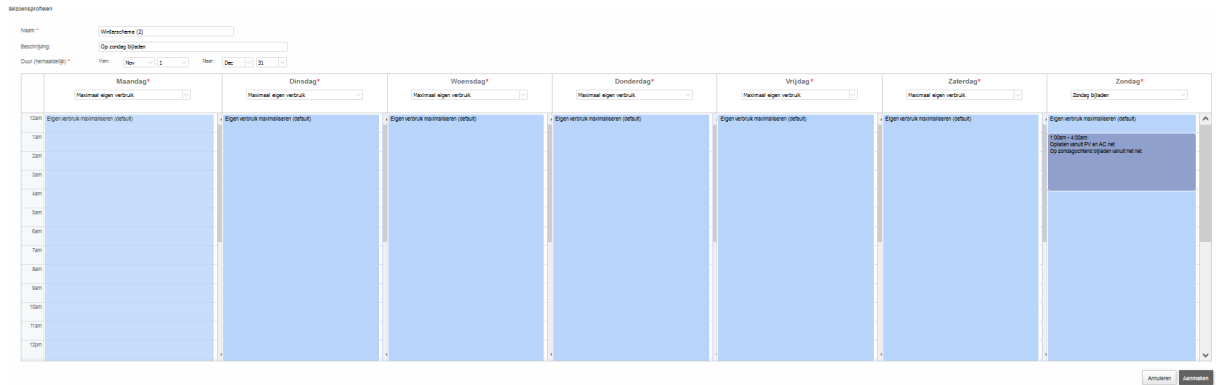 Seizoensprofielen
Naam:*
Winterschema (2)
Beschrijving:
Op zondag bijladen
Duur (herhaaldelijk):*
Van: Nov 1 Naar: Dec 31
Maandag* Dinsdag* Woensdag* Donderdag* Vrijdag* Zaterdag* Zondag*
Maximaal eigen verbruik Maximaal eigen verbruik Maximaal eigen verbruik Maximaal eigen verbruik Maximaal eigen verbruik Maximaal eigen verbruik Zondag bijladen
12am Eigen verbruik maximaliseren (default) Eigen verbruik maximaliseren (default) Eigen verbruik maximaliseren (default) Eigen verbruik maximaliseren (default) Eigen verbruik maximaliseren (default) Eigen verbruik maximaliseren (default) Eigen verbruik maximaliseren (default)
1am
1:00am - 4:00am:
Opladen vanuit PV en AC net
Op zondagochtend bijladen vanuit het net.
2am
3am
4am
5am
6am
7am
8am
9am
10am
11am
12pm
Annuleren Aanmaken